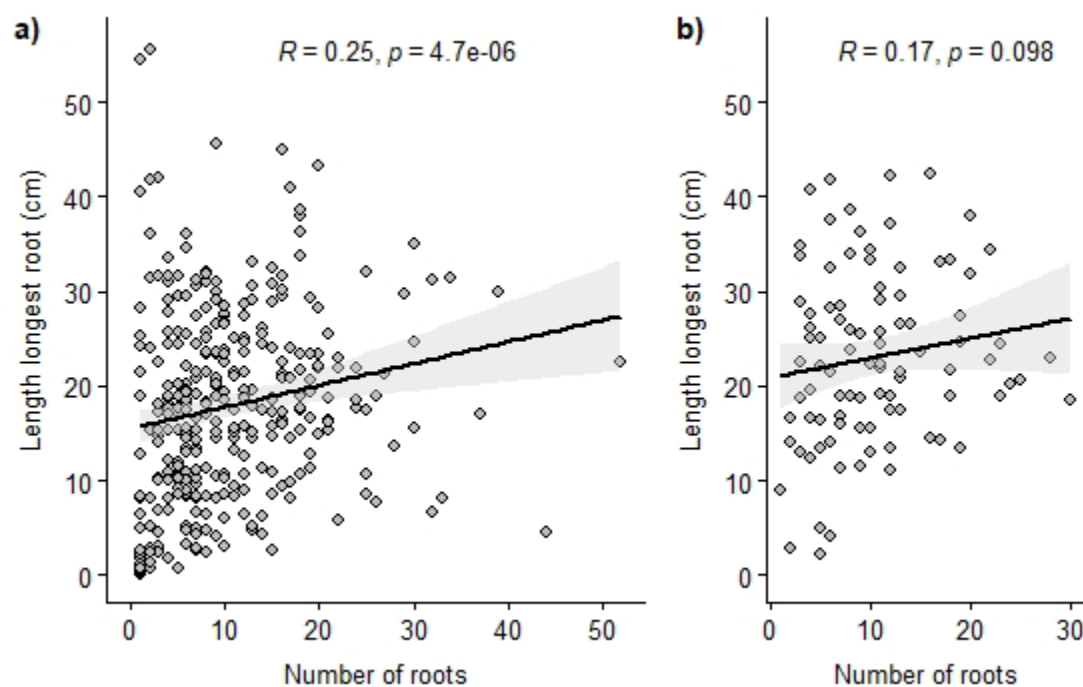 a)
R = 0.25, p = 4.7e-06
50
40
30
20
10
0
Length longest root (cm)
0 10 20 30 40 50
Number of roots
b)
R = 0.17, p = 0.098
50
40
30
20
10
0
Length longest root (cm)
0 10 20 30
Number of roots